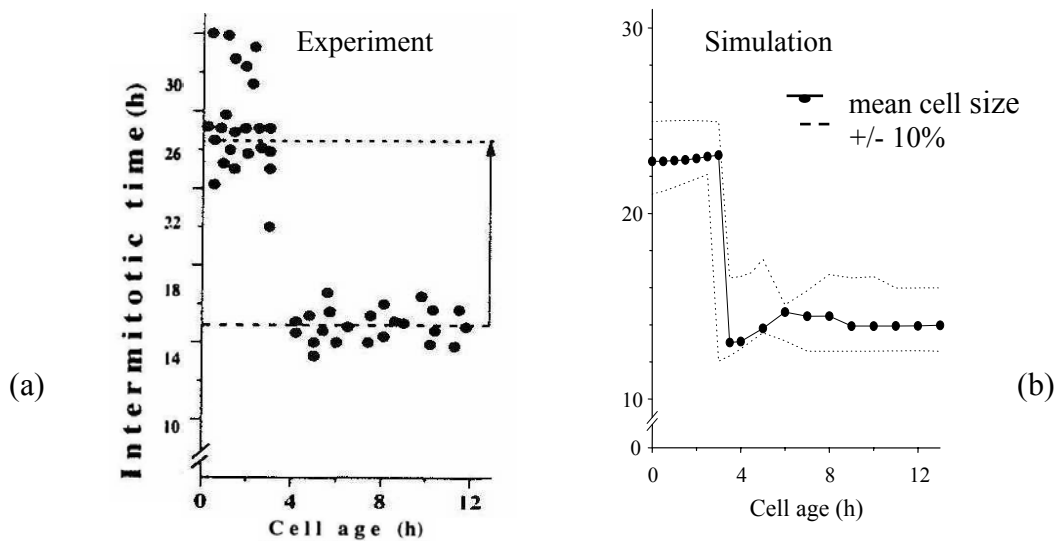 (a)
Experiment
Intermitotic time (h)
30
26
22
18
14
10
0
4
8
12
Cell age (h)
(b)
Simulation
mean cell size
+/- 10%
30
20
10
0
0
4
8
12
Cell age (h)